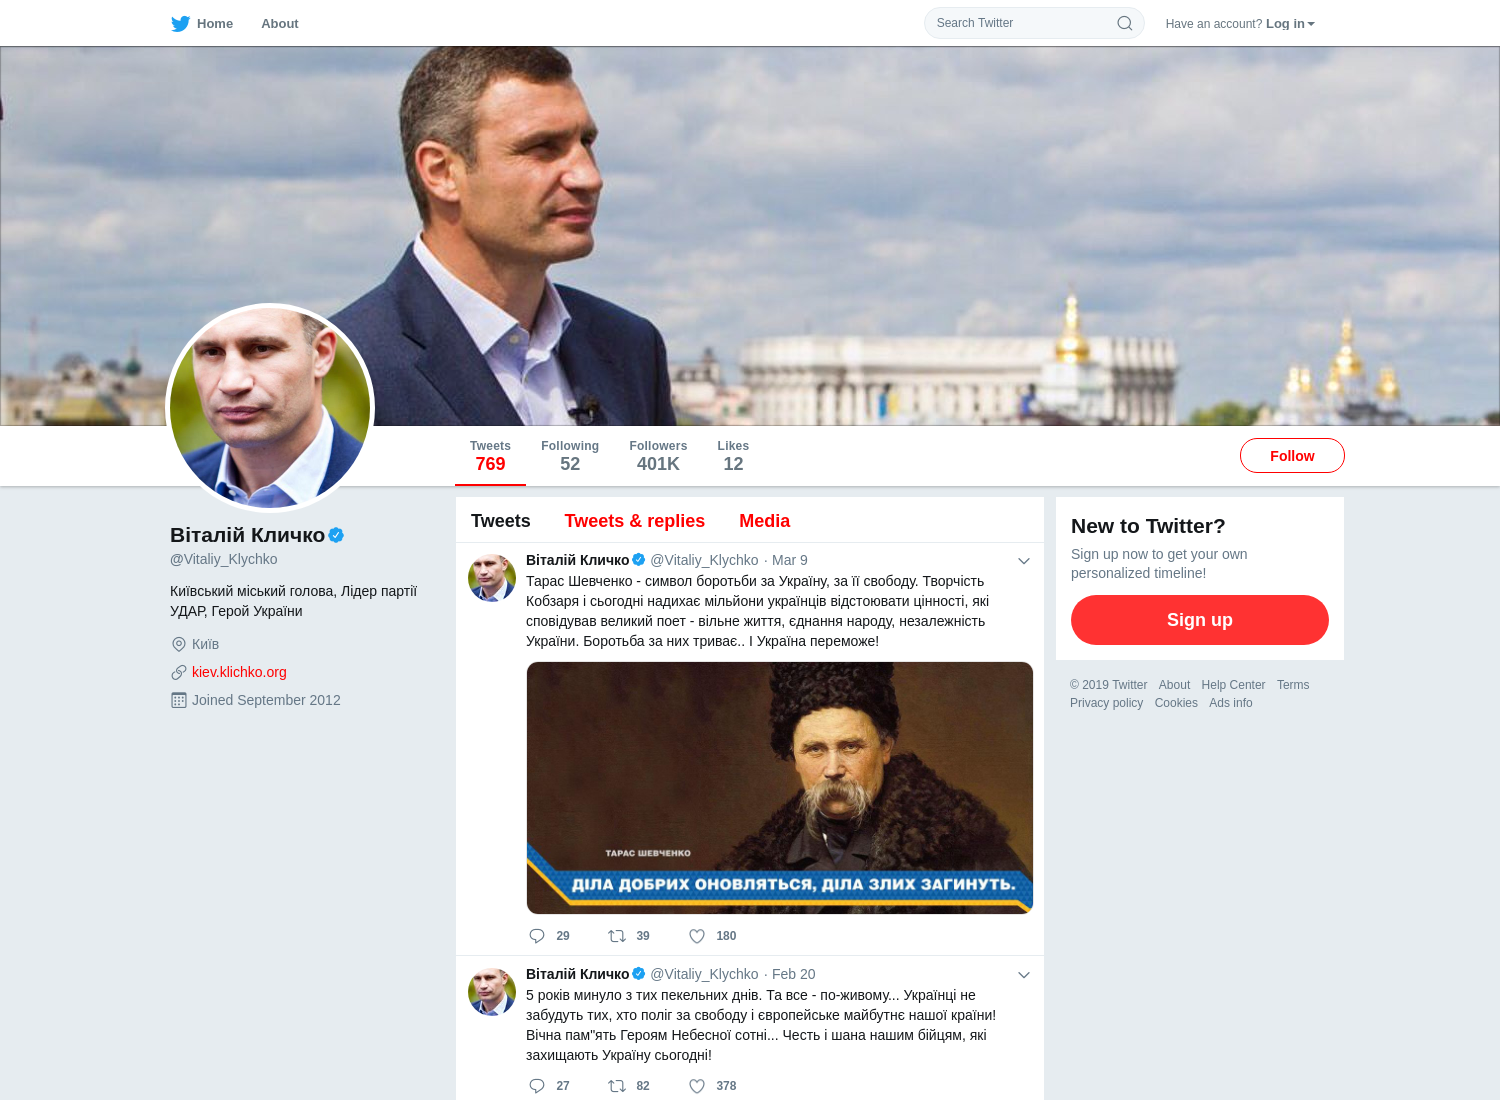 Home About
Search Twitter
Have an account? Log in
Tweets Following Followers Likes
769 52 401K 12
Follow
Віталій Кличко
@Vitaliy_Klychko
Київський міський голова, Лідер партії
УДАР, Герой України
Київ
kiev.klichko.org
Joined September 2012
Tweets Tweets & replies Media
Віталій Кличко @Vitaliy_Klychko · Mar 9
Тарас Шевченко - символ боротьби за Україну, за її свободу. Творчість
Кобзаря і сьогодні надихає мільйони українців відстоювати цінності, які
сповідував великий поет - вільне життя, єднання народу, незалежність
України. Боротьба за них триває.. І Україна переможе!
ТАРАС ШЕВЧЕНКО
ДІЛА ДОБРИХ ОНОВЛЯТЬСЯ, ДІЛА ЗЛИХ ЗАГИНУТЬ.
29 39 180
Віталій Кличко @Vitaliy_Klychko · Feb 20
5 років минуло з тих пекельних днів. Та все - по-живому... Українці не
забудуть тих, хто поліг за свободу і європейське майбутнє нашої країни!
Вічна пам"ять Героям Небесної сотні... Честь і шана нашим бійцям, які
захищають Україну сьогодні!
27 82 378
New to Twitter?
Sign up now to get your own
personalized timeline!
Sign up
© 2019 Twitter About Help Center Terms
Privacy policy Cookies Ads info